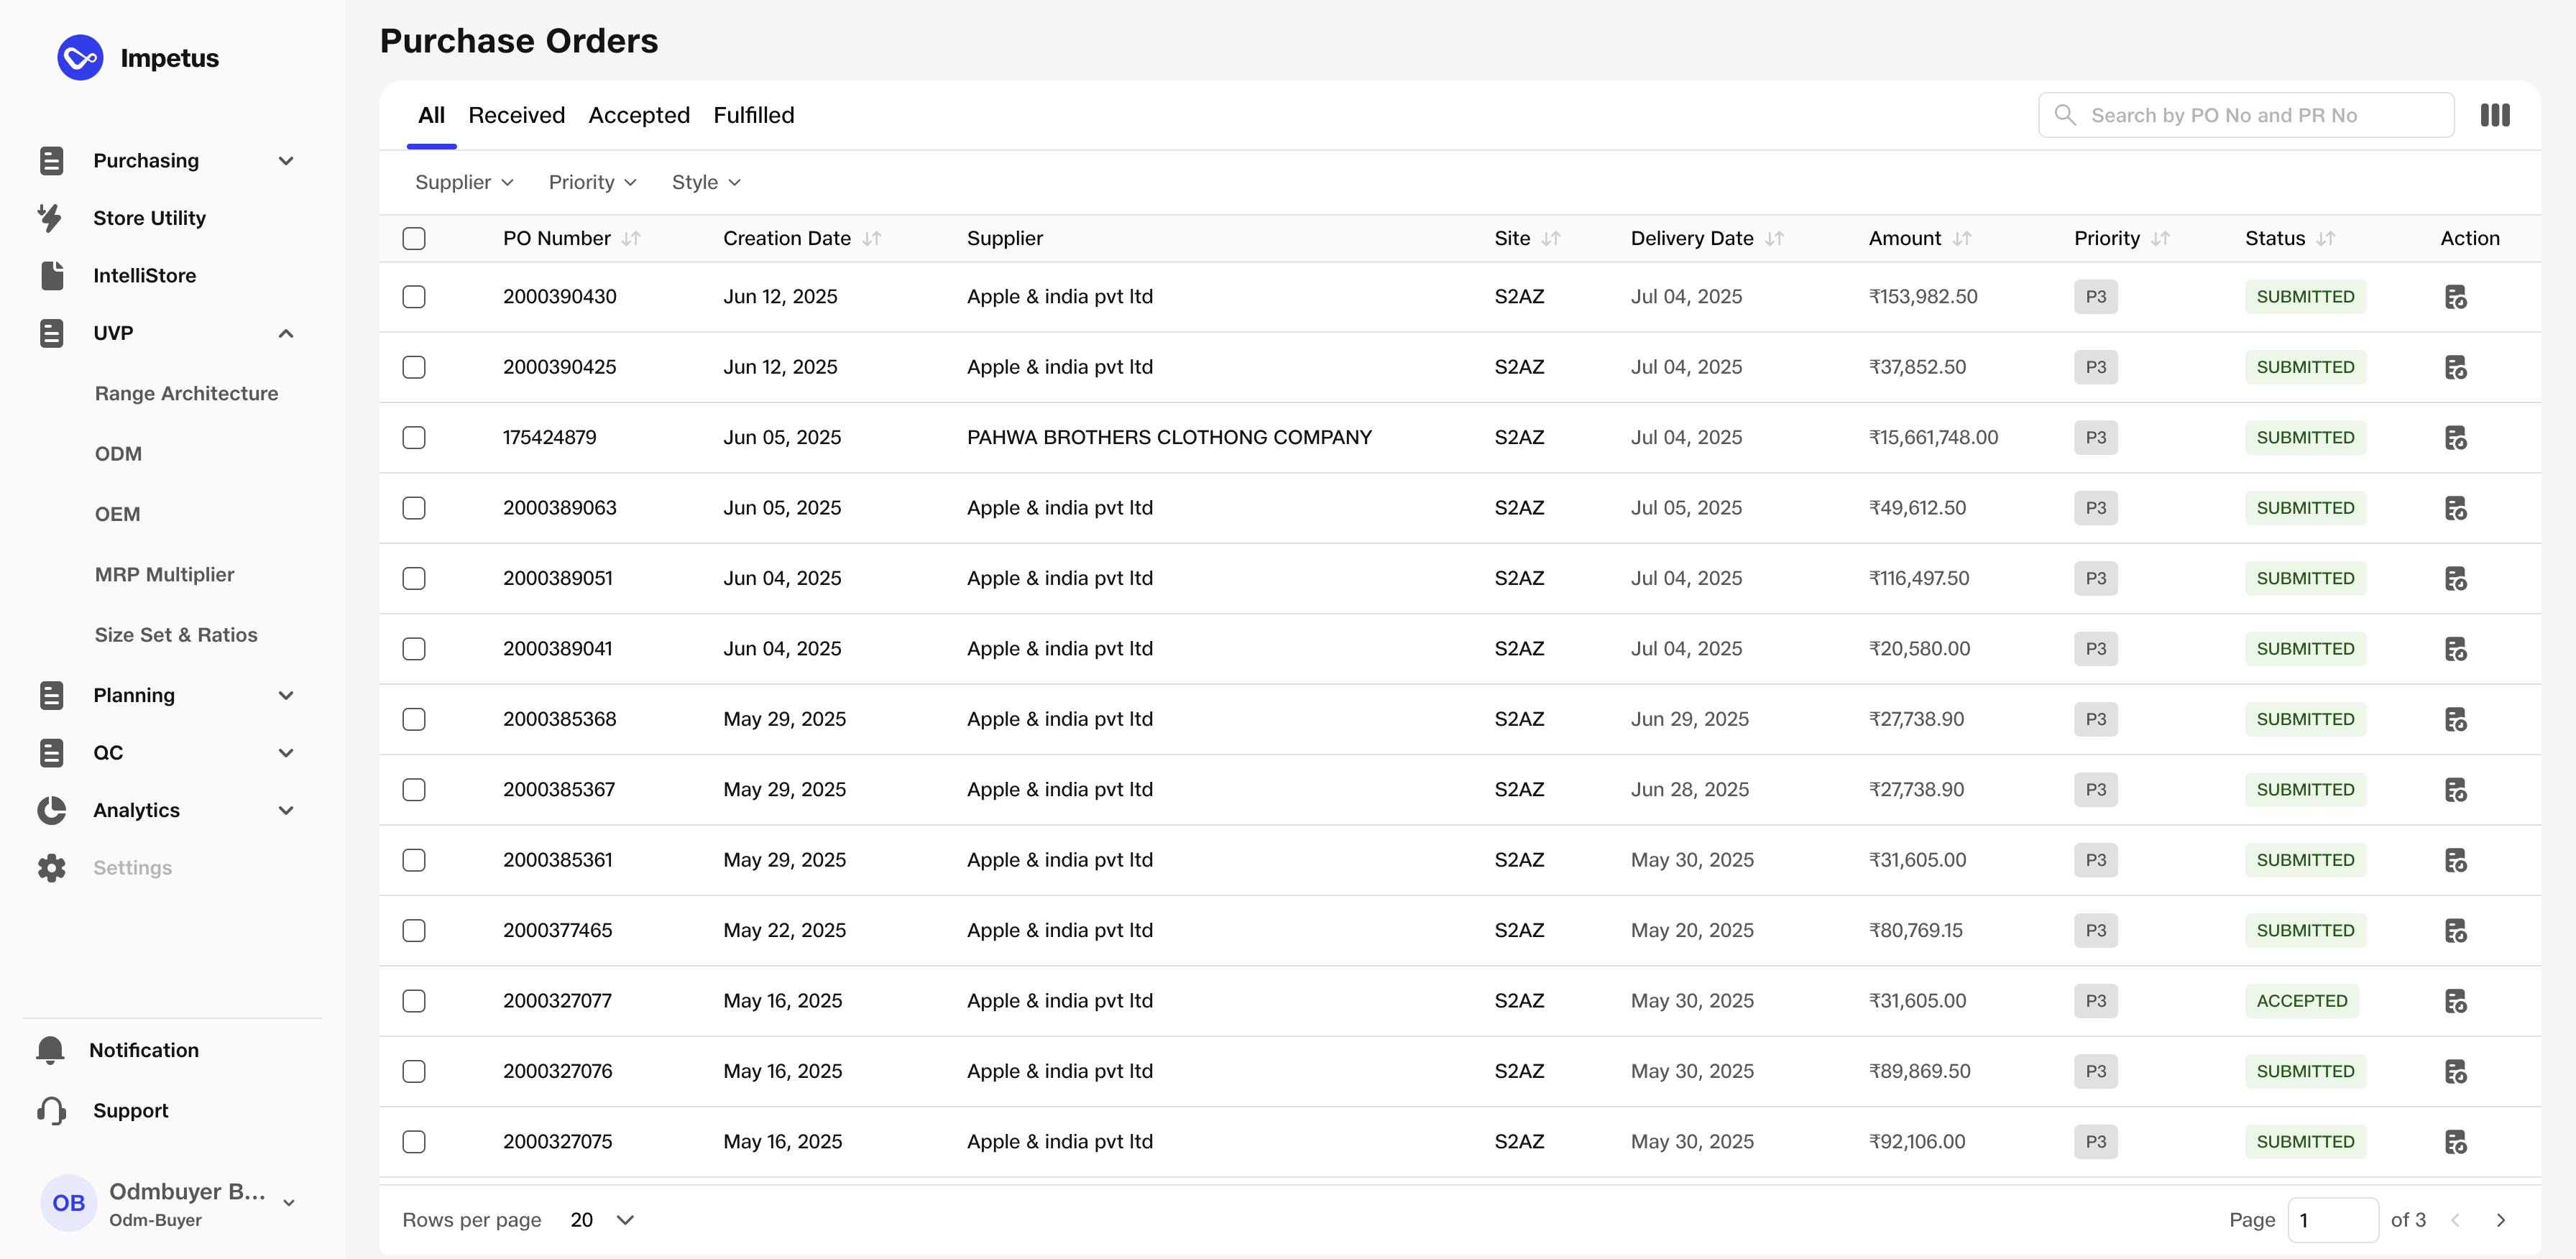 Impetus
Purchasing
Store Utility
IntelliStore
UVP
Range Architecture
ODM
OEM
MRP Multiplier
Size Set & Ratios
Planning
QC
Analytics
Settings
Notification
Support
OB
Odmbuyer B...
Odm-Buyer
Purchase Orders
All Received Accepted Fulfilled
Search by PO No and PR No
Supplier Priority Style
PO Number Creation Date Supplier Site Delivery Date Amount Priority Status Action
2000390430 Jun 12, 2025 Apple & india pvt ltd S2AZ Jul 04, 2025 ₹153,982.50 P3 SUBMITTED
2000390425 Jun 12, 2025 Apple & india pvt ltd S2AZ Jul 04, 2025 ₹37,852.50 P3 SUBMITTED
175424879 Jun 05, 2025 PAHWA BROTHERS CLOTHONG COMPANY S2AZ Jul 04, 2025 ₹15,661,748.00 P3 SUBMITTED
2000389063 Jun 05, 2025 Apple & india pvt ltd S2AZ Jul 05, 2025 ₹49,612.50 P3 SUBMITTED
2000389051 Jun 04, 2025 Apple & india pvt ltd S2AZ Jul 04, 2025 ₹116,497.50 P3 SUBMITTED
2000389041 Jun 04, 2025 Apple & india pvt ltd S2AZ Jul 04, 2025 ₹20,580.00 P3 SUBMITTED
2000385368 May 29, 2025 Apple & india pvt ltd S2AZ Jun 29, 2025 ₹27,738.90 P3 SUBMITTED
2000385367 May 29, 2025 Apple & india pvt ltd S2AZ Jun 28, 2025 ₹27,738.90 P3 SUBMITTED
2000385361 May 29, 2025 Apple & india pvt ltd S2AZ May 30, 2025 ₹31,605.00 P3 SUBMITTED
2000377465 May 22, 2025 Apple & india pvt ltd S2AZ May 20, 2025 ₹80,769.15 P3 SUBMITTED
2000327077 May 16, 2025 Apple & india pvt ltd S2AZ May 30, 2025 ₹31,605.00 P3 ACCEPTED
2000327076 May 16, 2025 Apple & india pvt ltd S2AZ May 30, 2025 ₹89,869.50 P3 SUBMITTED
2000327075 May 16, 2025 Apple & india pvt ltd S2AZ May 30, 2025 ₹92,106.00 P3 SUBMITTED
Rows per page 20
Page 1 of 3